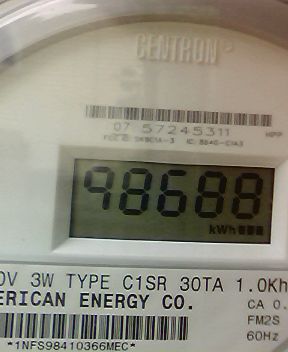 CENTRON®
07 57245311
98688
kWh
0V 3W TYPE C1SR 30TA 1.0Kh
ERICAN ENERGY CO.
CA 0.
FM2S
60Hz
*1NFS98410366MEC*